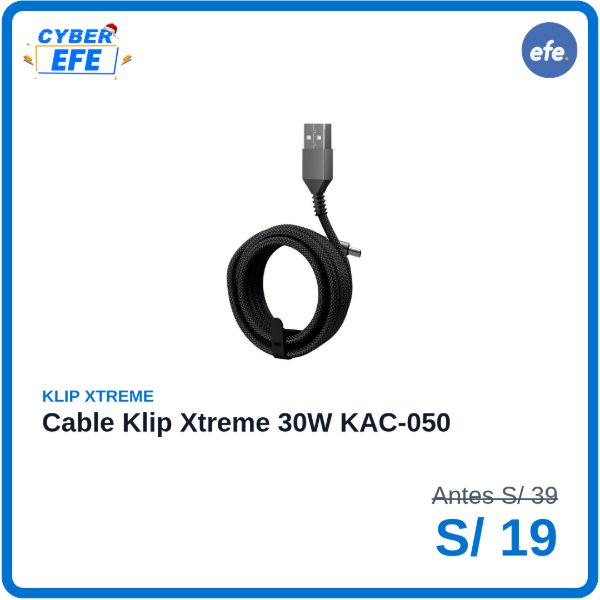 CYBER
EFE
efe.
KLIP XTREME
Cable Klip Xtreme 30W KAC-050
Antes S/ 39
S/ 19